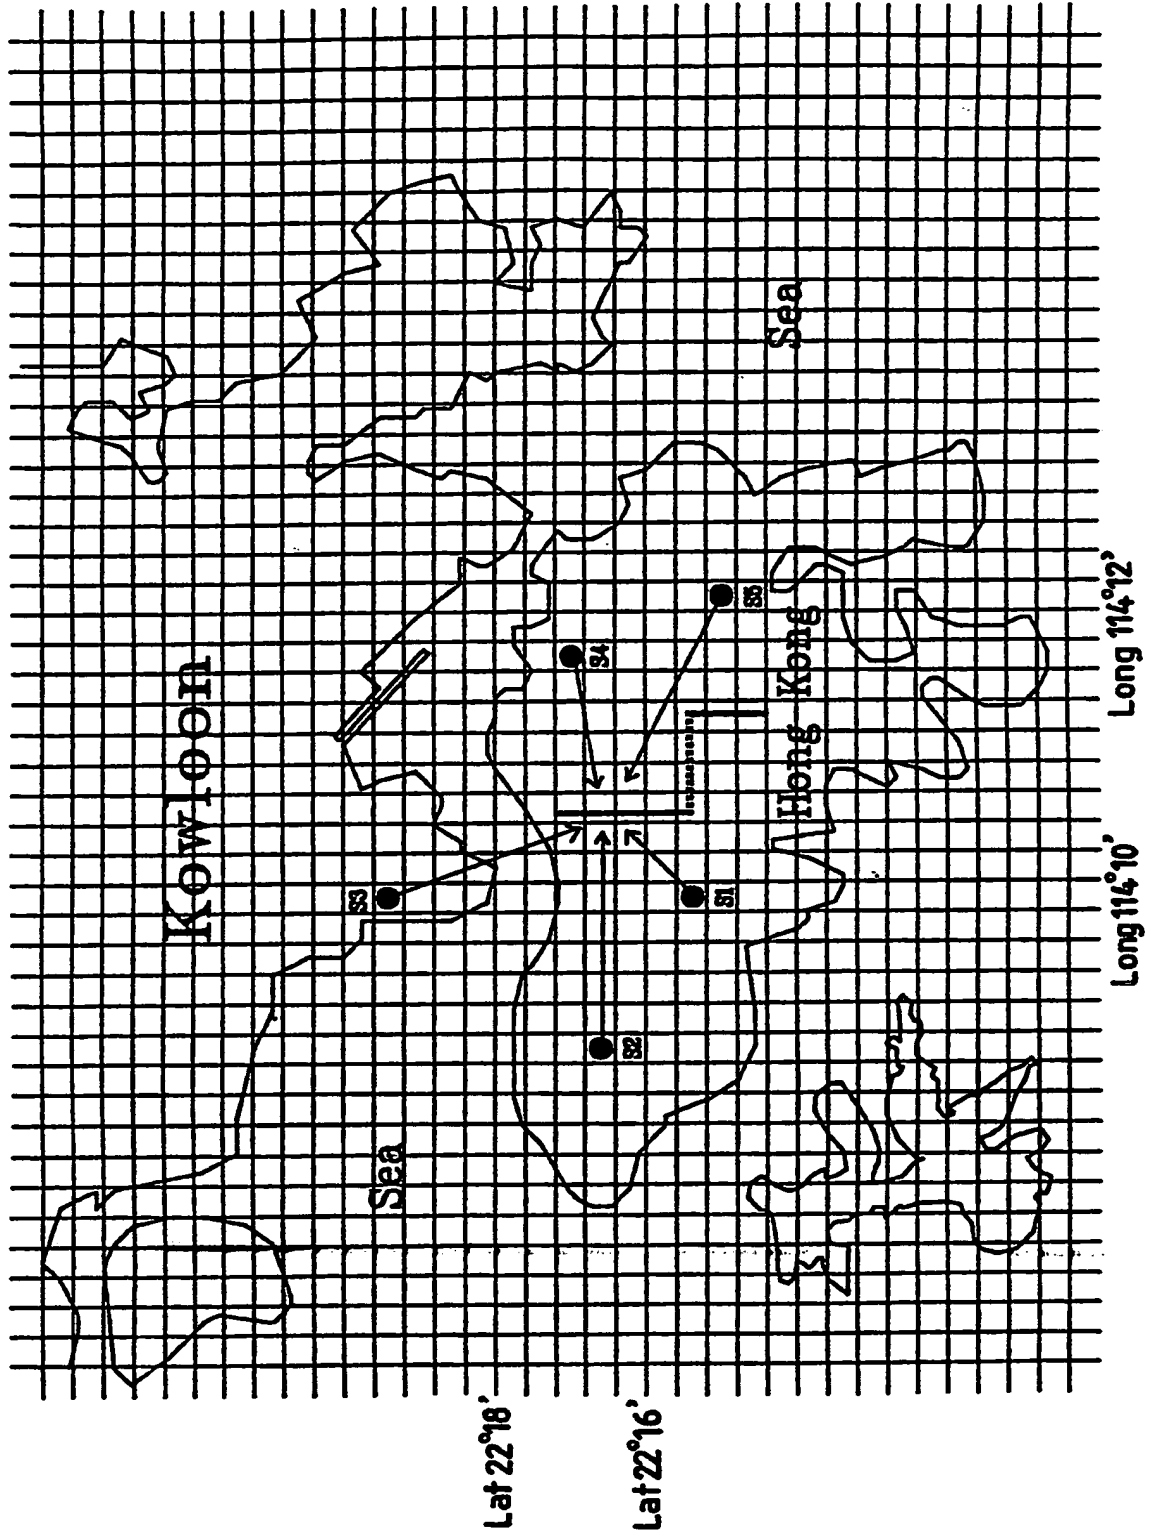 Kowloon
Sea
Sea
S3
S4
S5
S2
S1
Hong Kong
Lat 22°18'
Lat 22°16'
Long 114°10'
Long 114°12'